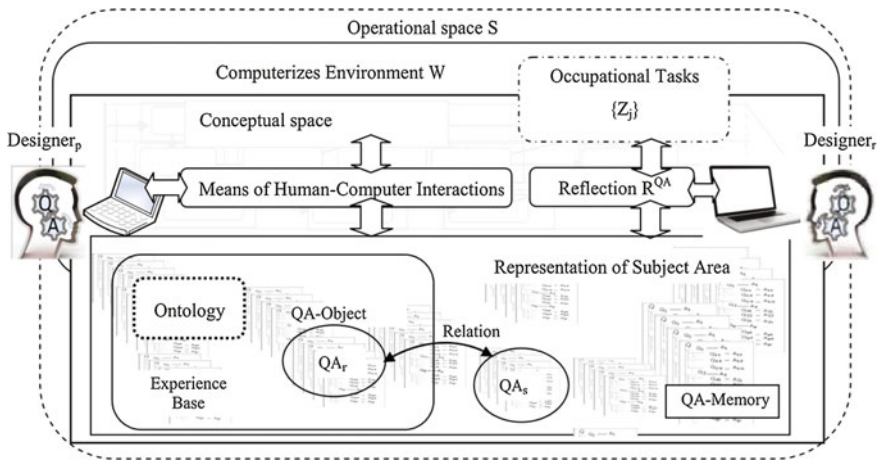 Operational space S
Computerizes Environment W
Occupational Tasks
{Zj}
Conceptual space
Designerp
Designerr
Q
A
Q
A
Means of Human-Computer Interactions
Reflection R^QA
Representation of Subject Area
Ontology
QA-Object
Relation
QAr
QAs
Experience
Base
QA-Memory